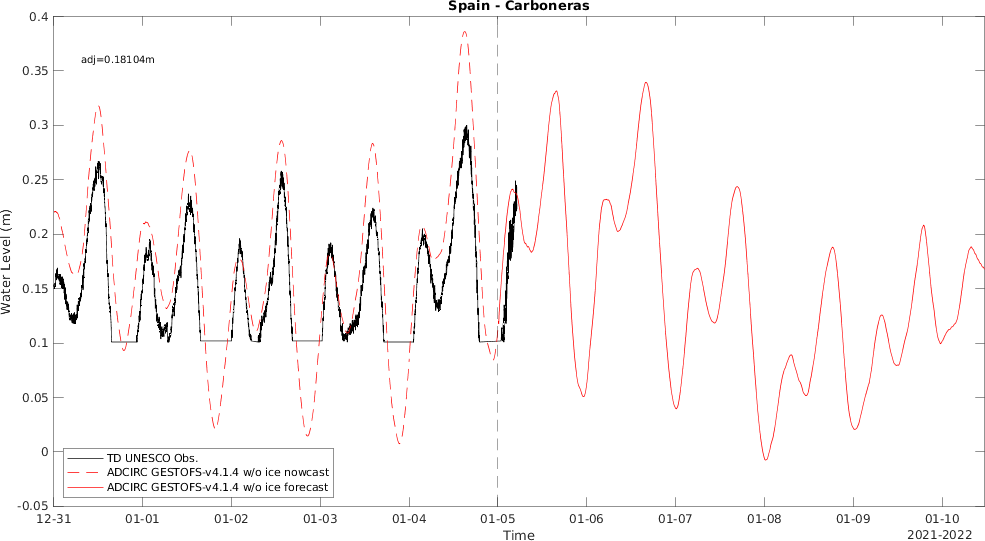 Spain - Carboneras
adj=0.18104m
0.4
0.35
0.3
0.25
0.2
0.15
0.1
0.05
0
-0.05
Water Level (m)
TD UNESCO Obs.
ADCIRC GESTOFS-v4.1.4 w/o ice nowcast
ADCIRC GESTOFS-v4.1.4 w/o ice forecast
12-31 01-01 01-02 01-03 01-04 01-05 01-06 01-07 01-08 01-09 01-10
Time
2021-2022